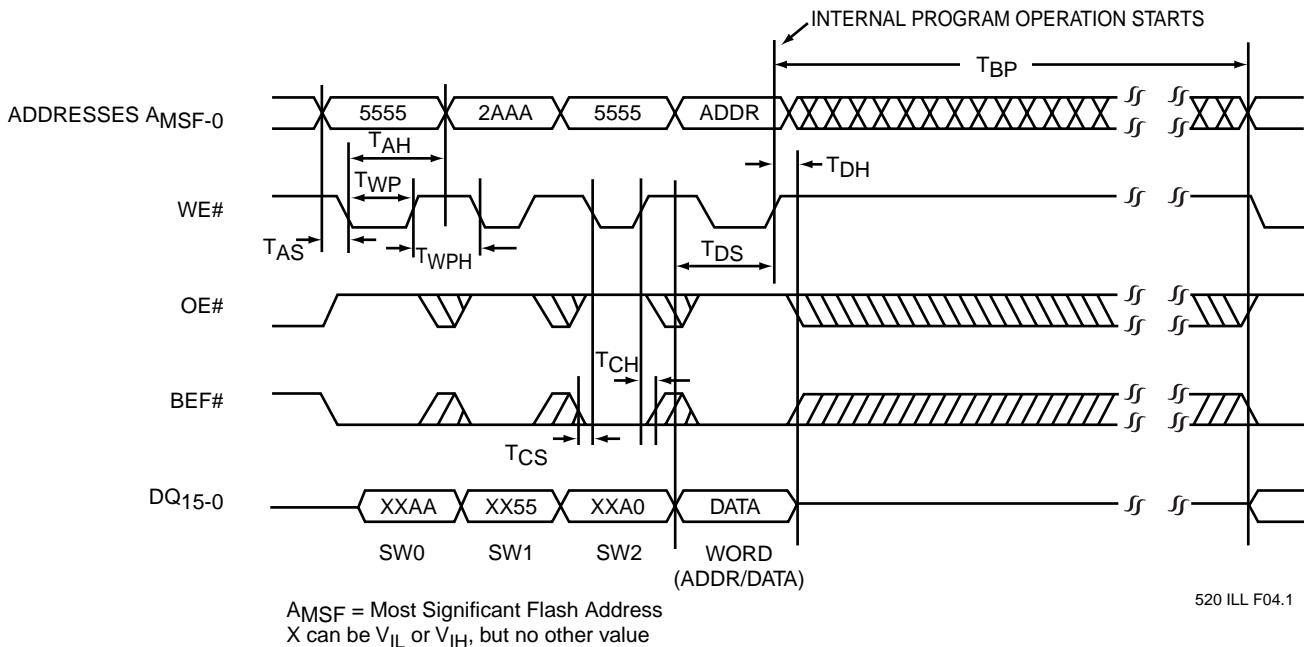 INTERNAL PROGRAM OPERATION STARTS
TBP
ADDRESSES AMSF-0
5555
2AAA
5555
ADDR
TAH
TDH
TWP
WE#
TAS
TWPH
TDS
OE#
TCH
BEF#
TCS
DQ15-0
XXAA
XX55
XXA0
DATA
SW0
SW1
SW2
WORD
(ADDR/DATA)
520 ILL F04.1
AMSF = Most Significant Flash Address
X can be VIL or VIH, but no other value